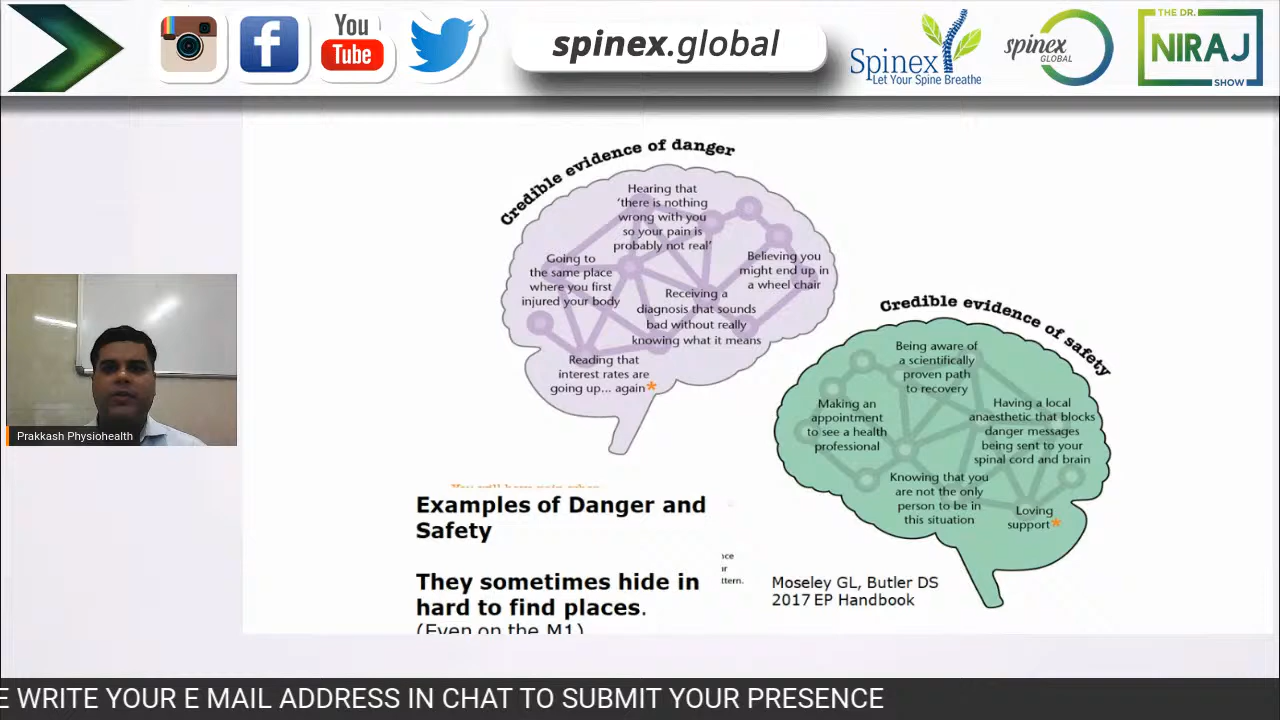 You
Tube
spinex.global
Spinex
Let Your Spine Breathe
spinex
GLOBAL
THE DR.
NIRAJ
SHOW
Credible evidence of danger
Hearing that
‘there is nothing
wrong with you
so your pain is
probably not real’
Going to
the same place
where you first
injured your body
Believing you
might end up in
a wheel chair
Receiving a
diagnosis that sounds
bad without really
knowing what it means
Reading that
interest rates are
going up... again*
Credible evidence of safety
Being aware of
a scientifically
proven path
to recovery
Making an
appointment
to see a health
professional
Having a local
anaesthetic that blocks
danger messages
being sent to your
spinal cord and brain
Knowing that you
are not the only
person to be in
this situation
Loving
support*
Prakkash Physiohealth
Examples of Danger and
Safety
They sometimes hide in
hard to find places.
(Even on the M1)
Moseley GL, Butler DS
2017 EP Handbook
E WRITE YOUR E MAIL ADDRESS IN CHAT TO SUBMIT YOUR PRESENCE